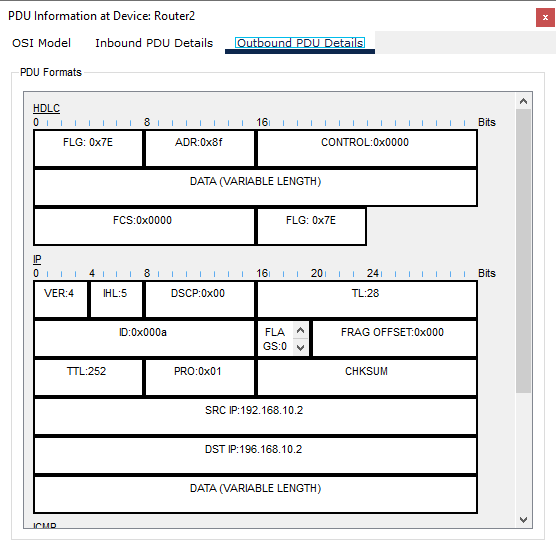 PDU Information at Device: Router2
OSI Model Inbound PDU Details Outbound PDU Details
PDU Formats
HDLC
0 8 16 Bits
FLG: 0x7E ADR:0x8f CONTROL:0x0000
DATA (VARIABLE LENGTH)
FCS:0x0000 FLG: 0x7E
IP
0 4 8 16 20 24 Bits
VER:4 IHL:5 DSCP:0x00 TL:28
ID:0x000a FLA
GS:0 FRAG OFFSET:0x000
TTL:252 PRO:0x01 CHKSUM
SRC IP:192.168.10.2
DST IP:196.168.10.2
DATA (VARIABLE LENGTH)
ICMP